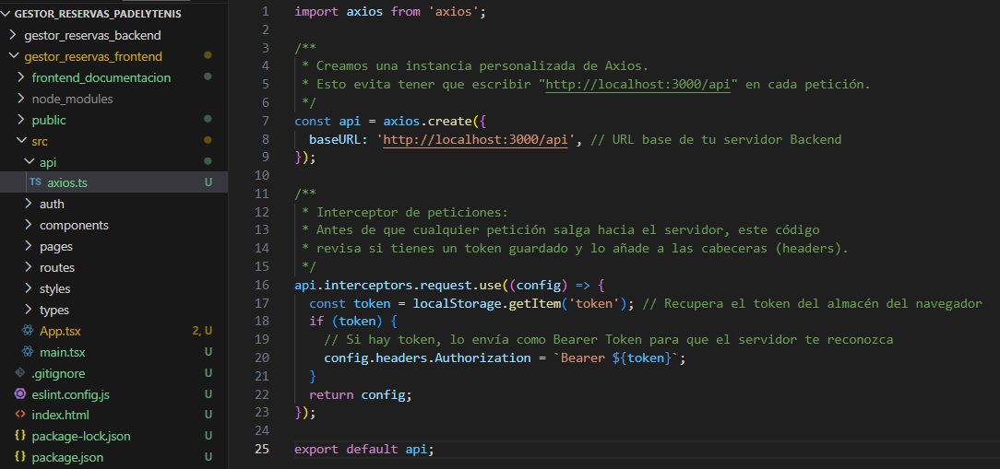 GESTOR_RESERVAS_PADELYTENIS
gestor_reservas_backend
gestor_reservas_frontend
frontend_documentacion
node_modules
public
src
api
TS axios.ts U
auth
components
pages
routes
styles
types
App.tsx 2, U
main.tsx U
.gitignore U
eslint.config.js U
<> index.html U
{} package-lock.json U
{} package.json U
1 import axios from 'axios';
2
3 /**
4 * Creamos una instancia personalizada de Axios.
5 * Esto evita tener que escribir "http://localhost:3000/api" en cada petición.
6 */
7 const api = axios.create({
8 baseURL: 'http://localhost:3000/api', // URL base de tu servidor Backend
9 });
10
11 /**
12 * Interceptor de peticiones:
13 * Antes de que cualquier petición salga hacia el servidor, este código
14 * revisa si tienes un token guardado y lo añade a las cabeceras (headers).
15 */
16 api.interceptors.request.use((config) => {
17 const token = localStorage.getItem('token'); // Recupera el token del almacén del navegador
18 if (token) {
19 // Si hay token, lo envía como Bearer Token para que el servidor te reconozca
20 config.headers.Authorization = `Bearer ${token}`;
21 }
22 return config;
23 });
24
25 export default api;